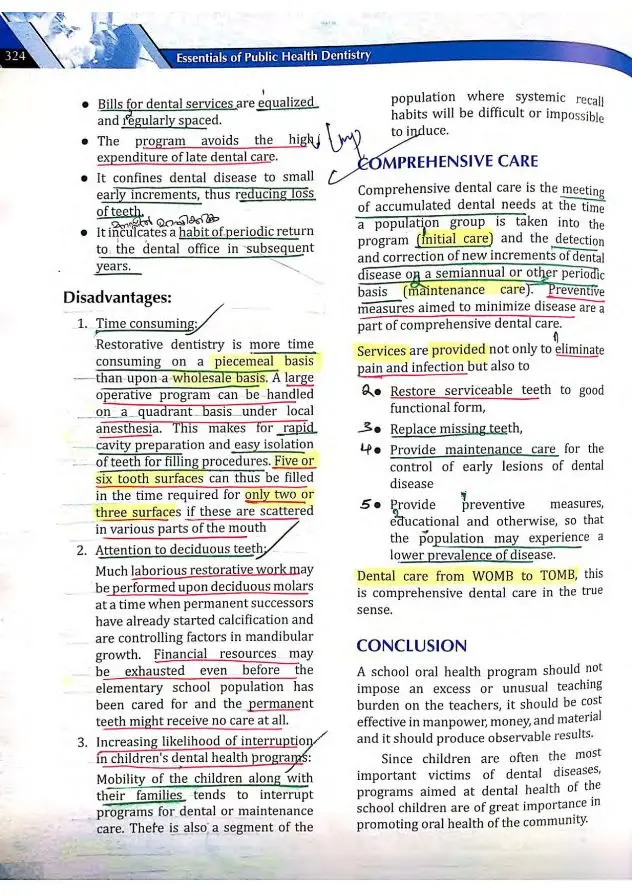 324
Essentials of Public Health Dentistry
• Bills for dental services are equalized
and regularly spaced.
• The program avoids the high
expenditure of late dental care.
• It confines dental disease to small
early increments, thus reducing loss
of teeth.
• It inculcates a habit of periodic return
to the dental office in subsequent
years.
Disadvantages:
1. Time consuming:
Restorative dentistry is more time
consuming on a piecemeal basis
than upon a wholesale basis. A large
operative program can be handled
on a quadrant basis under local
anesthesia. This makes for rapid
cavity preparation and easy isolation
of teeth for filling procedures. Five or
six tooth surfaces can thus be filled
in the time required for only two or
three surfaces if these are scattered
in various parts of the mouth
2. Attention to deciduous teeth:
Much laborious restorative work may
be performed upon deciduous molars
at a time when permanent successors
have already started calcification and
are controlling factors in mandibular
growth. Financial resources may
be exhausted even before the
elementary school population has
been cared for and the permanent
teeth might receive no care at all.
3. Increasing likelihood of interruption
in children's dental health programs:
Mobility of the children along with
their families tends to interrupt
programs for dental or maintenance
care. There is also a segment of the
population where systemic recall
habits will be difficult or impossible
to induce.
Imp
COMPREHENSIVE CARE
Comprehensive dental care is the meeting
of accumulated dental needs at the time
a population group is taken into the
program (initial care) and the detection
and correction of new increments of dental
disease on a semiannual or other periodic
basis (maintenance care). Preventive
measures aimed to minimize disease are a
part of comprehensive dental care.
1
Services are provided not only to eliminate
pain and infection but also to
2• Restore serviceable teeth to good
functional form,
3• Replace missing teeth,
4• Provide maintenance care for the
control of early lesions of dental
disease
5• Provide preventive measures,
educational and otherwise, so that
the population may experience a
lower prevalence of disease.
Dental care from WOMB to TOMB, this
is comprehensive dental care in the true
sense.
CONCLUSION
A school oral health program should not
impose an excess or unusual teaching
burden on the teachers, it should be cost
effective in manpower, money, and material
and it should produce observable results.
Since children are often the most
important victims of dental diseases,
programs aimed at dental health of the
school children are of great importance in
promoting oral health of the community.